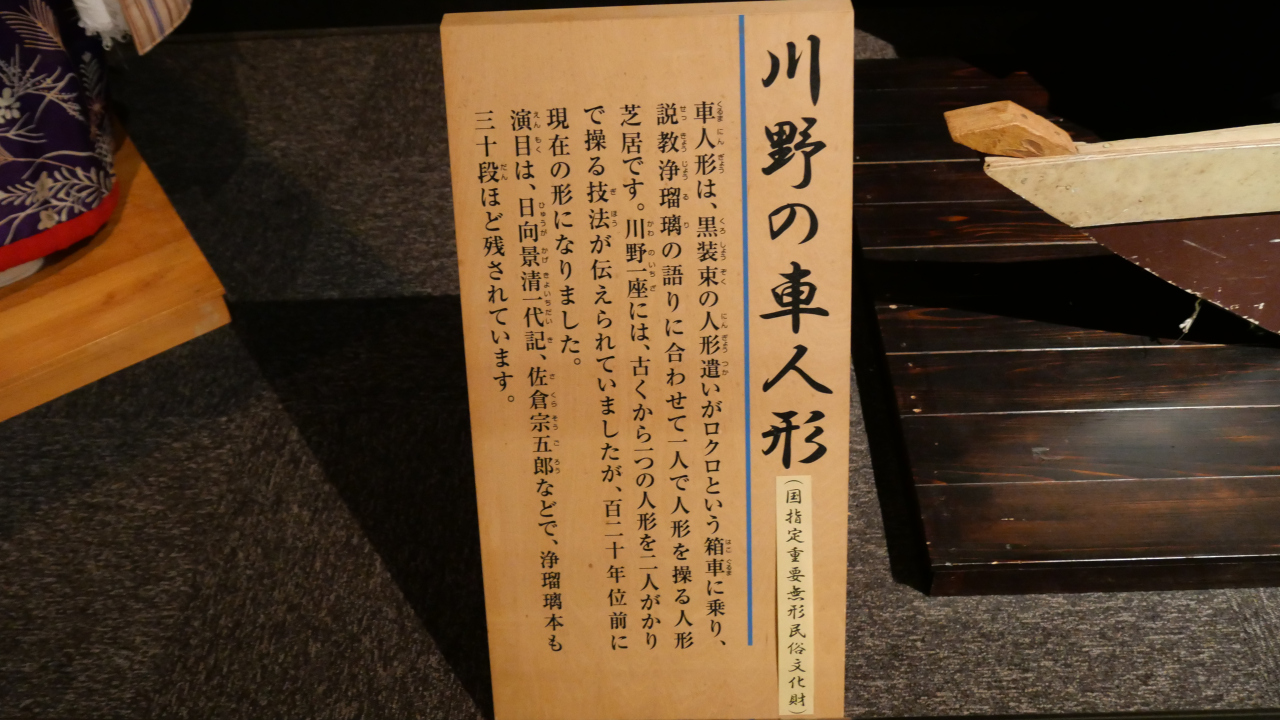 川野の車人形
(国指定重要無形民俗文化財)
車人形は、黒装束の人形遣いがロクロという箱車に乗り、
説教浄瑠璃の語りに合わせて一人で人形を操る人形
芝居です。川野一座には、古くから一つの人形を二人がかり
で操る技法が伝えられていましたが、百二十年位前に
現在の形になりました。
演目は、日向景清一代記、佐倉宗五郎などで、浄瑠璃本も
三十段ほど残されています。